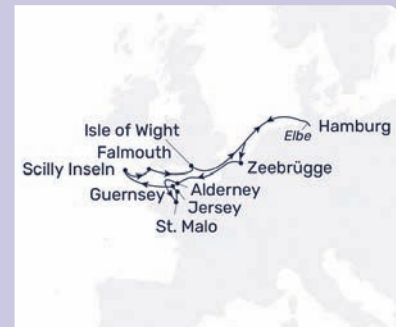 Isle of Wight
Hamburg
Elbe
Falmouth
Scilly Inseln
Zeebrügge
Guernsey
Alderney
Jersey
St. Malo